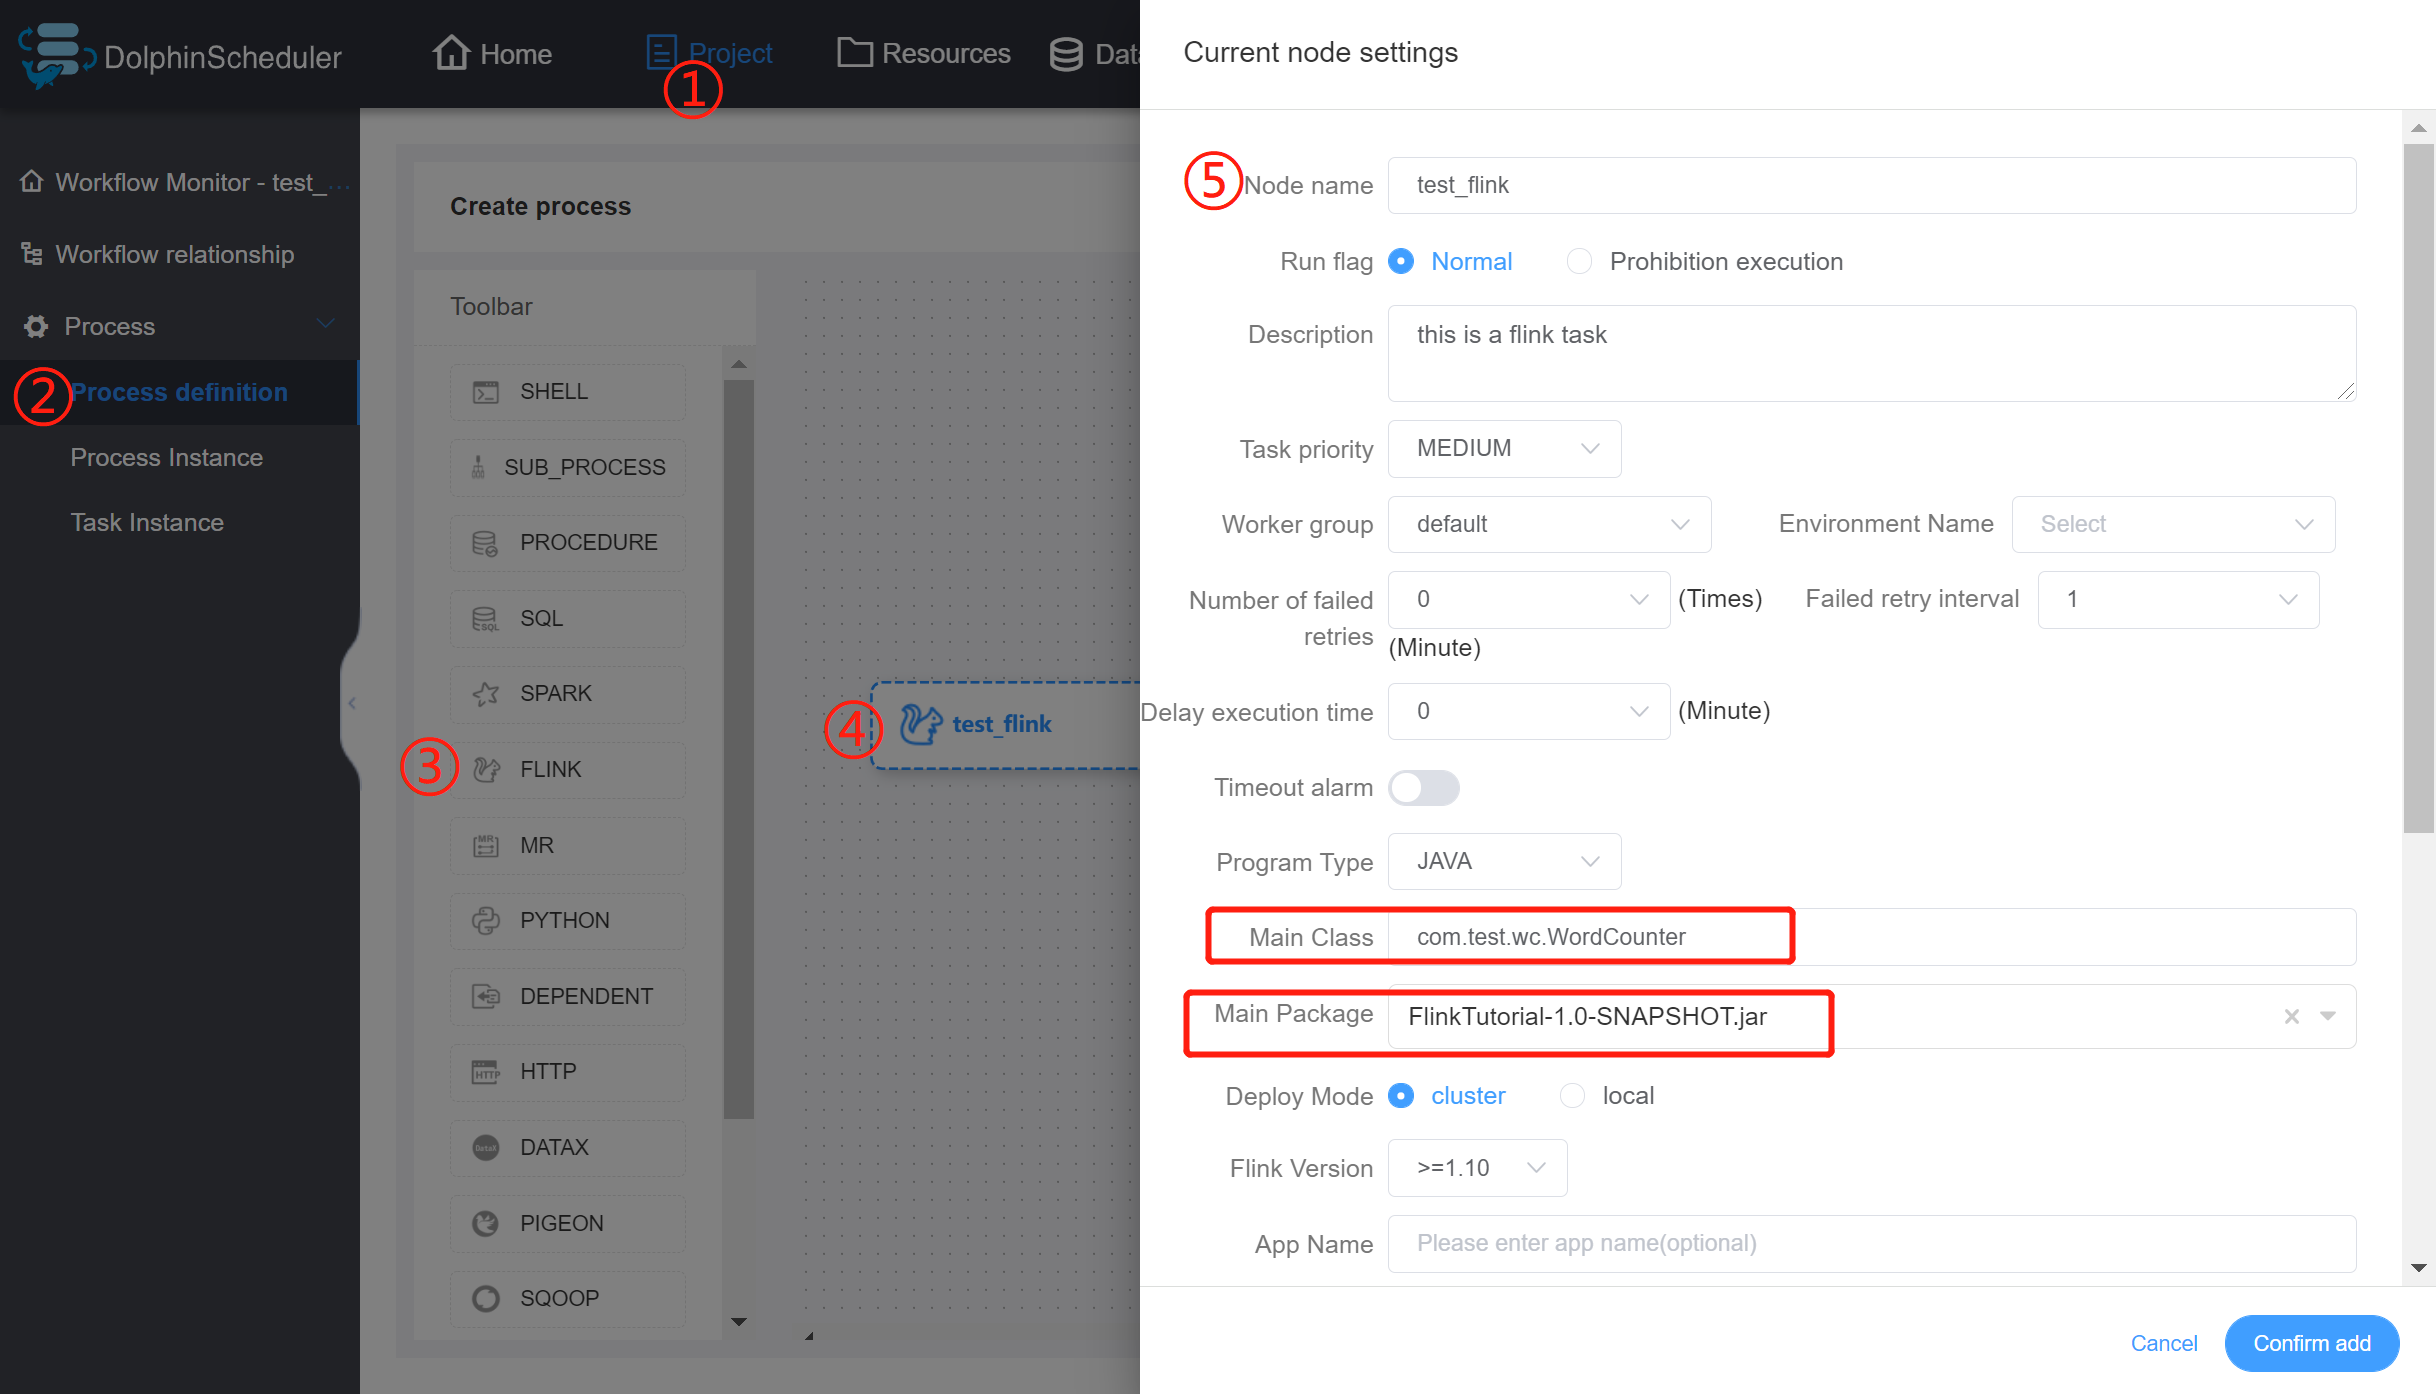 DolphinScheduler
Home
Project
Resources
Data
①
Workflow Monitor - test_...
Workflow relationship
Process
② Process definition
Process Instance
Task Instance
Create process
Toolbar
SHELL
SUB_PROCESS
PROCEDURE
SQL
SPARK
③ FLINK
MR
PYTHON
DEPENDENT
HTTP
DATAX
PIGEON
SQOOP
④ test_flink
Current node settings
⑤ Node name test_flink
Run flag Normal Prohibition execution
Description this is a flink task
Task priority MEDIUM
Worker group default Environment Name Select
Number of failed retries 0 (Times) Failed retry interval 1
(Minute)
Delay execution time 0 (Minute)
Timeout alarm
Program Type JAVA
Main Class com.test.wc.WordCounter
Main Package FlinkTutorial-1.0-SNAPSHOT.jar
Deploy Mode cluster local
Flink Version >=1.10
App Name Please enter app name(optional)
Cancel Confirm add